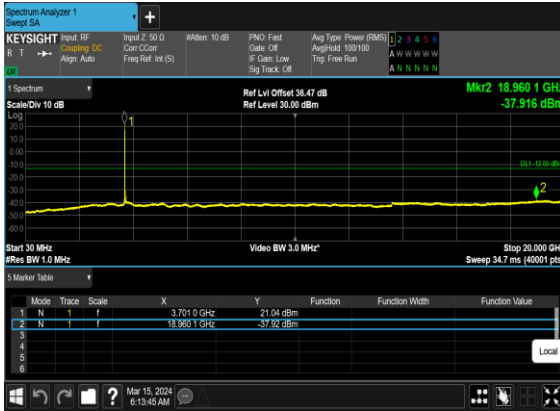 Spectrum Analyzer 1
Swept SA
+
KEYSIGHT Input: RF Input Z: 50 Ω #Atten: 10 dB PNO: Fast Avg Type: Power (RMS) 1 2 3 4 5 6
R T Coupling: DC Corr CCorr Gate: Off Avg|Hold: 100/100 A W W W W W
Align: Auto Freq Ref: Int (S) IF Gain: Low Trig: Free Run
Sig Track: Off A N N N N N
1 Spectrum Ref Lvl Offset 36.47 dB Mkr2 18.960 1 GHz
Scale/Div 10 dB Ref Level 30.00 dBm -37.916 dBm
Log
20.0
10.0
0.00
-10.0
DL1 -13.00 dBm
-20.0
-30.0
-40.0
-50.0
-60.0
1
2
Start 30 MHz Video BW 3.0 MHz* Stop 20.000 GHz
#Res BW 1.0 MHz Sweep 34.7 ms (40001 pts)
5 Marker Table
Mode Trace Scale X Y Function Function Width Function Value
1 N 1 f 3.701 0 GHz 21.04 dBm
2 N 1 f 18.960 1 GHz -37.92 dBm
3
4
5
6
Local
? Mar 15, 2024
6:13:45 AM